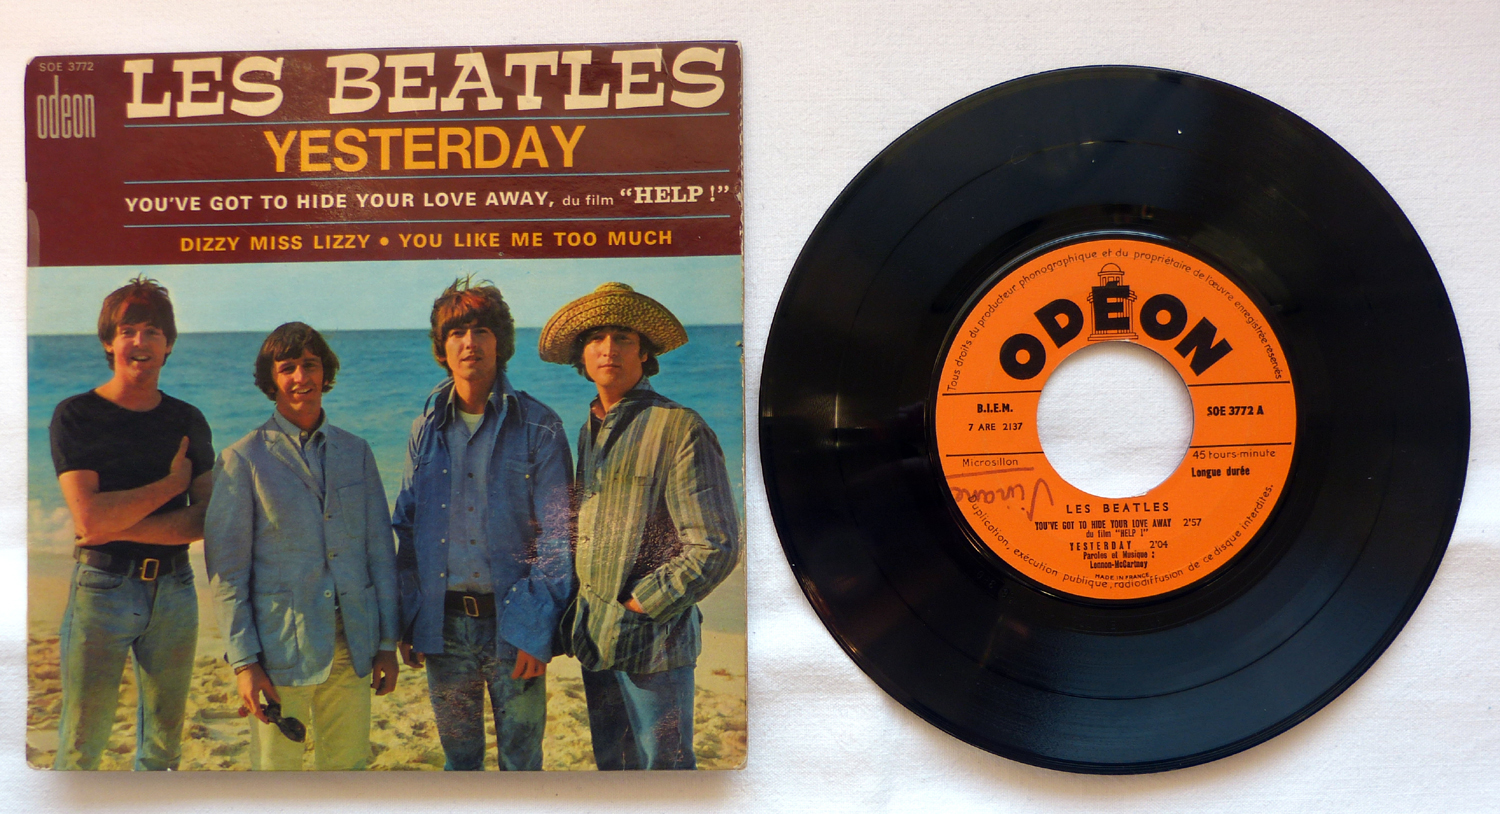 SOE 3772
odeon
LES BEATLES
YESTERDAY
YOU'VE GOT TO HIDE YOUR LOVE AWAY, du film “HELP !”
DIZZY MISS LIZZY • YOU LIKE ME TOO MUCH
Tous droits du producteur phonographique et du propriétaire de l'œuvre enregistrée réservés
ODEON
B.I.E.M.
7 ARE 2137
SOE 3772 A
Microsillon
45 tours-minute
Longue durée
LES BEATLES
YOU'VE GOT TO HIDE YOUR LOVE AWAY 2'57
du film "HELP !"
YESTERDAY 2'04
Paroles et Musique :
Lennon-McCartney
MADE IN FRANCE
Duplication, exécution publique, radiodiffusion de ce disque interdites.